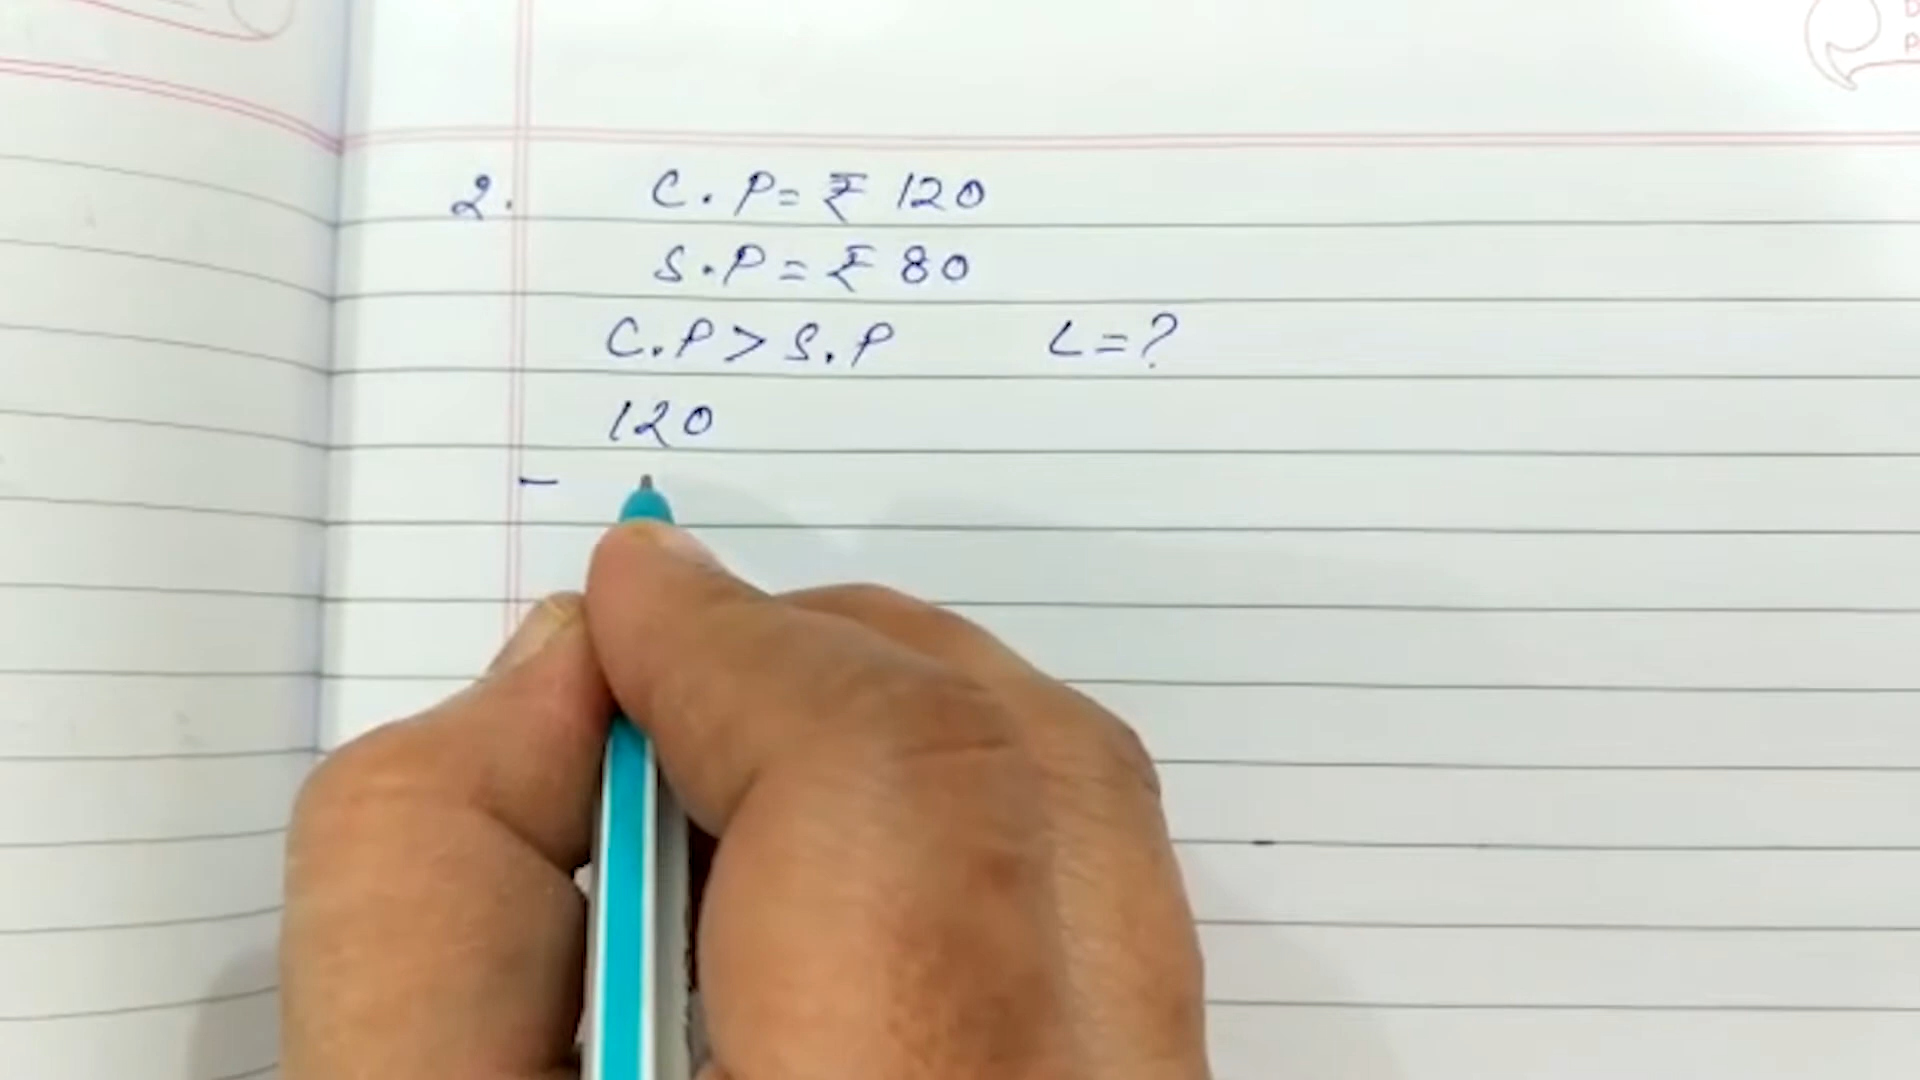 2. C.P= ₹ 120
S.P= ₹ 80
C.P > S.P L=?
120
-